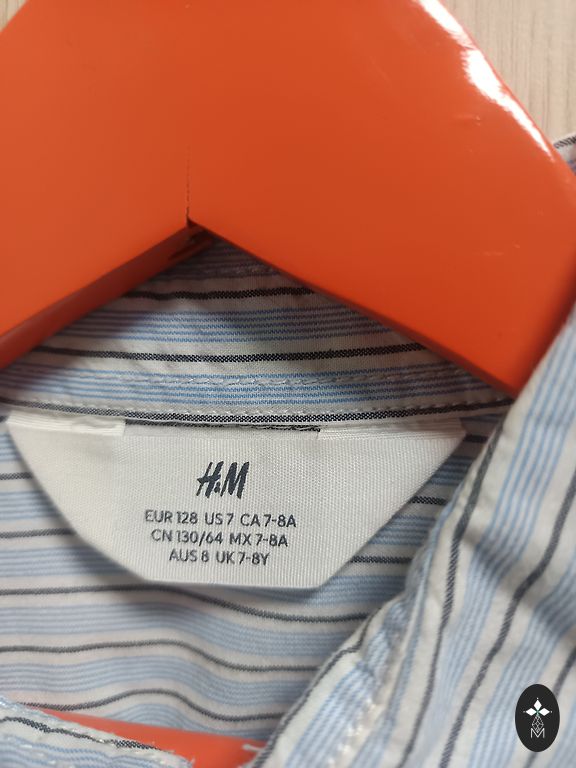 H&M
EUR 128 US 7 CA 7-8A
CN 130/64 MX 7-8A
AUS 8 UK 7-8Y
M